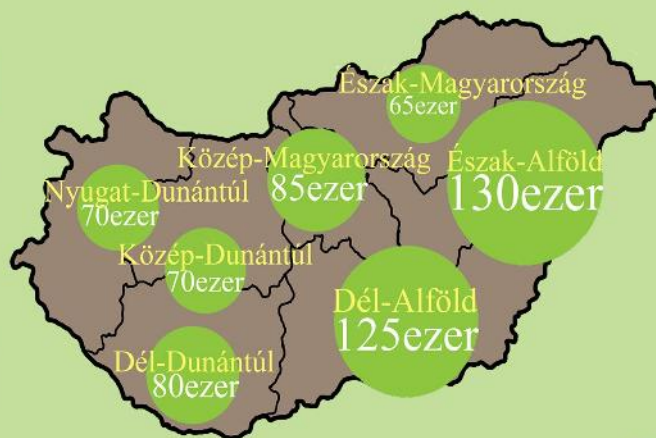 Észak-Magyarország
65ezer
Közép-Magyarország
85ezer
Észak-Alföld
130ezer
Nyugat-Dunántúl
70ezer
Közép-Dunántúl
70ezer
Dél-Alföld
125ezer
Dél-Dunántúl
80ezer